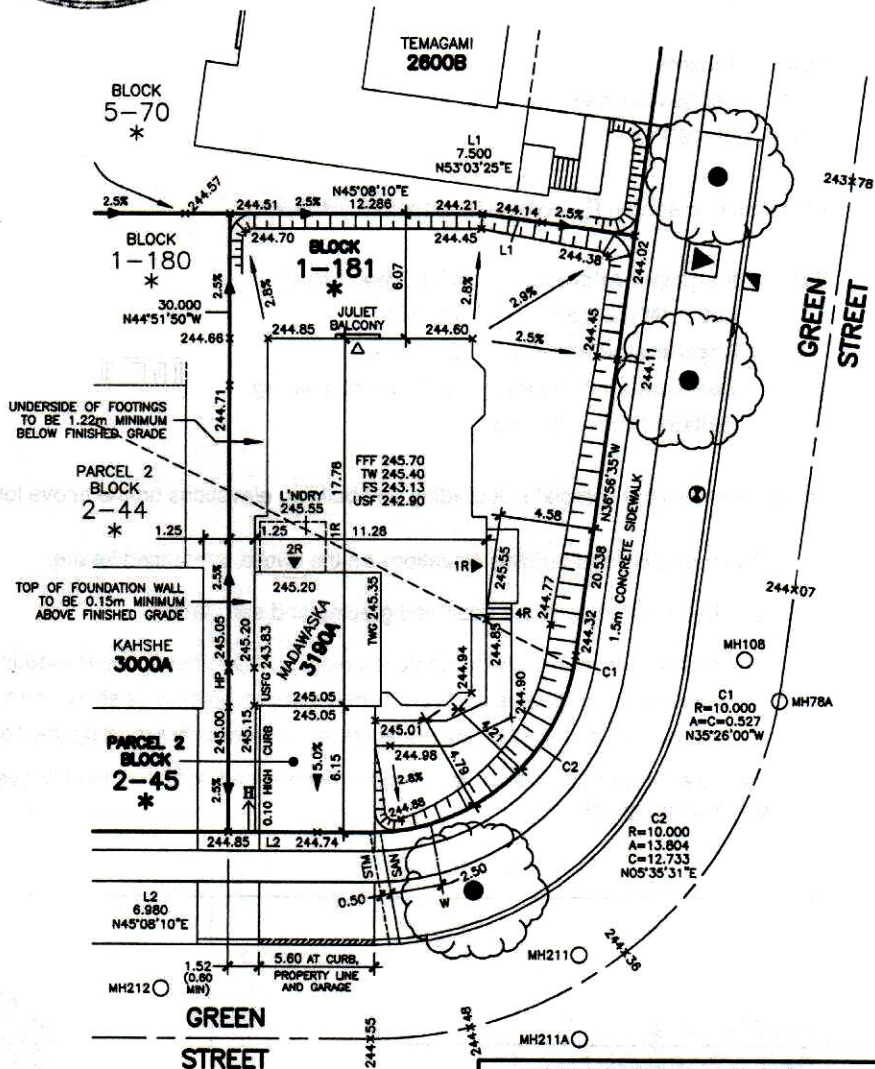 TEMAGAMI
2600B
BLOCK
5-70
*
L1
7.500
N53°03'25"E
243x78
244.57
2.5%
244.51
2.5%
N45°08'10"E
12.286
244.21
244.14
2.5%
244.02
244.70
BLOCK
1-181
*
244.45
L1
244.38
BLOCK
1-180
*
2.5%
2.8%
6.07
2.8%
2.9%
2.5%
30.000
N44°51'50"W
JULIET
BALCONY
244.66
244.85
244.60
244.45
244.11
GREEN
STREET
244.71
UNDERSIDE OF FOOTINGS
TO BE 1.22m MINIMUM
BELOW FINISHED GRADE
17.78
FFF 245.70
TW 245.40
FS 243.13
USF 242.90
N36°56'35"W
PARCEL 2
BLOCK
2-44
*
L'NDRY
245.55
1R
4.58
1.25
1.25
11.28
2R
245.20
1R
245.55
20.538
1.5m CONCRETE SIDEWALK
244x07
TOP OF FOUNDATION WALL
TO BE 0.15m MINIMUM
ABOVE FINISHED GRADE
2.5%
245.05
245.20
USFG 243.83
MADAWASKA
3190A
TWG 245.35
4R
244.85
244.77
244.32
KAHSHE
3000A
HP
244.94
244.90
MH108
C1
MH78A
C1
R=10.000
A=C=0.527
N35°26'00"W
245.05
245.05
245.00
245.15
245.01
4.21
PARCEL 2
BLOCK
2-45
*
0.10 HIGH CURB
5.0%
6.15
244.98
4.79
C2
2.5%
H
2.8%
244.88
C2
R=10.000
A=13.804
C=12.733
N05°35'31"E
244.85
L2
244.74
STM
SAN
2.50
0.50
W
L2
6.980
N45°08'10"E
1.52
(0.60
MIN)
5.60 AT CURB,
PROPERTY LINE
AND GARAGE
MH211
244x36
MH212
GREEN
STREET
244x55
244x48
MH211A